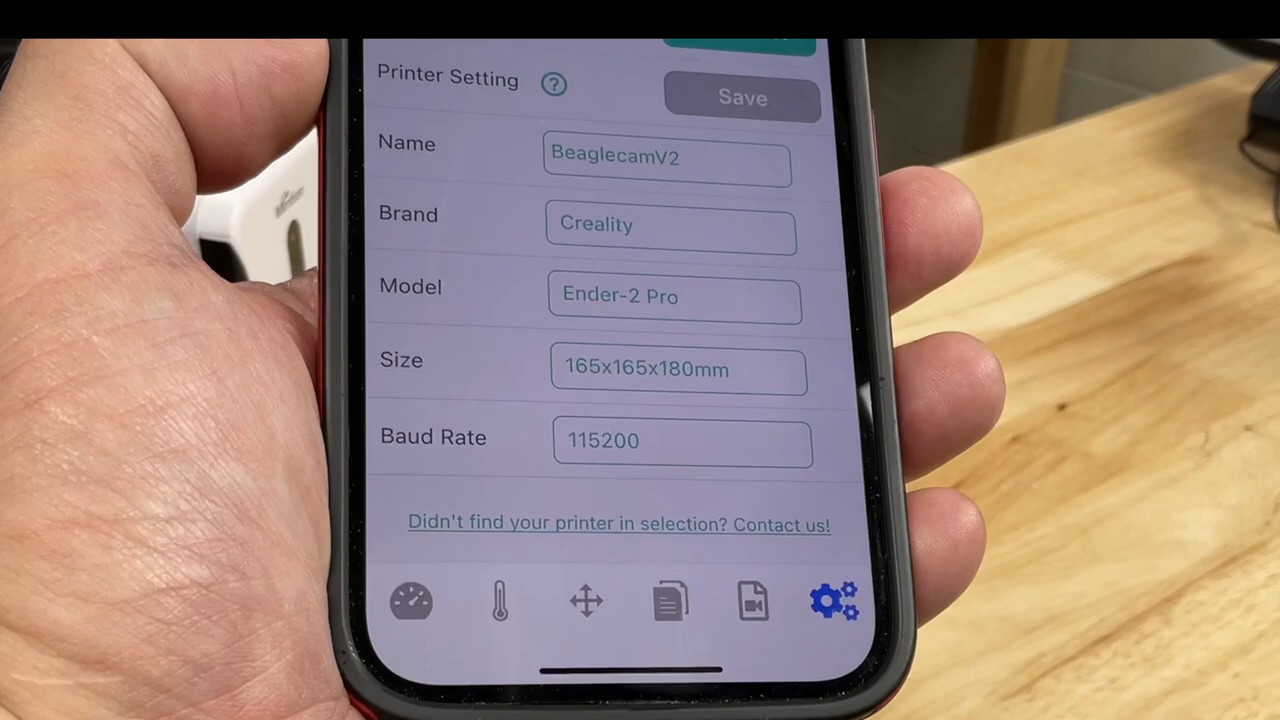 Printer Setting ? Save
Name BeaglecamV2
Brand Creality
Model Ender-2 Pro
Size 165x165x180mm
Baud Rate 115200
Didn't find your printer in selection? Contact us!